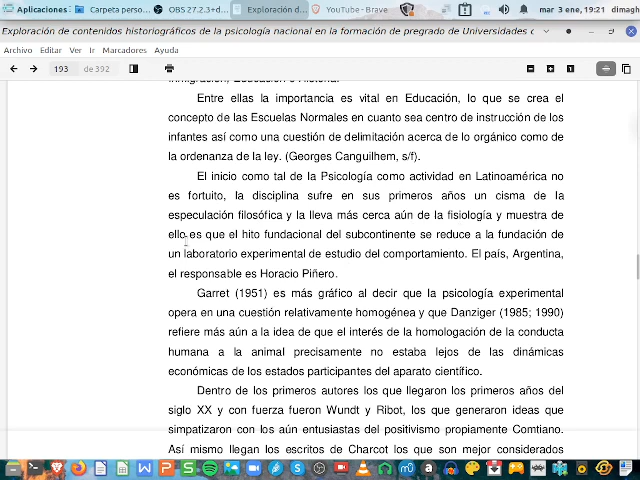 Aplicaciones
Carpeta perso...
OBS 27.2.3+d...
Exploración d...
YouTube - Brave
mar 3 ene, 19:21
dimagh
Exploración de contenidos historiográficos de la psicología nacional en la formación de pregrado de Universidades
Archivo Editar Ver Ir Marcadores Ayuda
193 de 392
Entre ellas la importancia es vital en Educación, lo que se crea el
concepto de las Escuelas Normales en cuanto sea centro de instrucción de los
infantes así como una cuestión de delimitación acerca de lo orgánico como de
la ordenanza de la ley. (Georges Canguilhem, s/f).
El inicio como tal de la Psicología como actividad en Latinoamérica no
es fortuito, la disciplina sufre en sus primeros años un cisma de la
especulación filosófica y la lleva más cerca aún de la fisiología y muestra de
ello es que el hito fundacional del subcontinente se reduce a la fundación de
un laboratorio experimental de estudio del comportamiento. El país, Argentina,
el responsable es Horacio Piñero.
Garret (1951) es más gráfico al decir que la psicología experimental
opera en una cuestión relativamente homogénea y que Danziger (1985; 1990)
refiere más aún a la idea de que el interés de la homologación de la conducta
humana a la animal precisamente no estaba lejos de las dinámicas
económicas de los estados participantes del aparato científico.
Dentro de los primeros autores los que llegaron los primeros años del
siglo XX y con fuerza fueron Wundt y Ribot, los que generaron ideas que
simpatizaron con los aún entusiastas del positivismo propiamente Comtiano.
Así mismo llegan los escritos de Charcot los que son mejor considerados